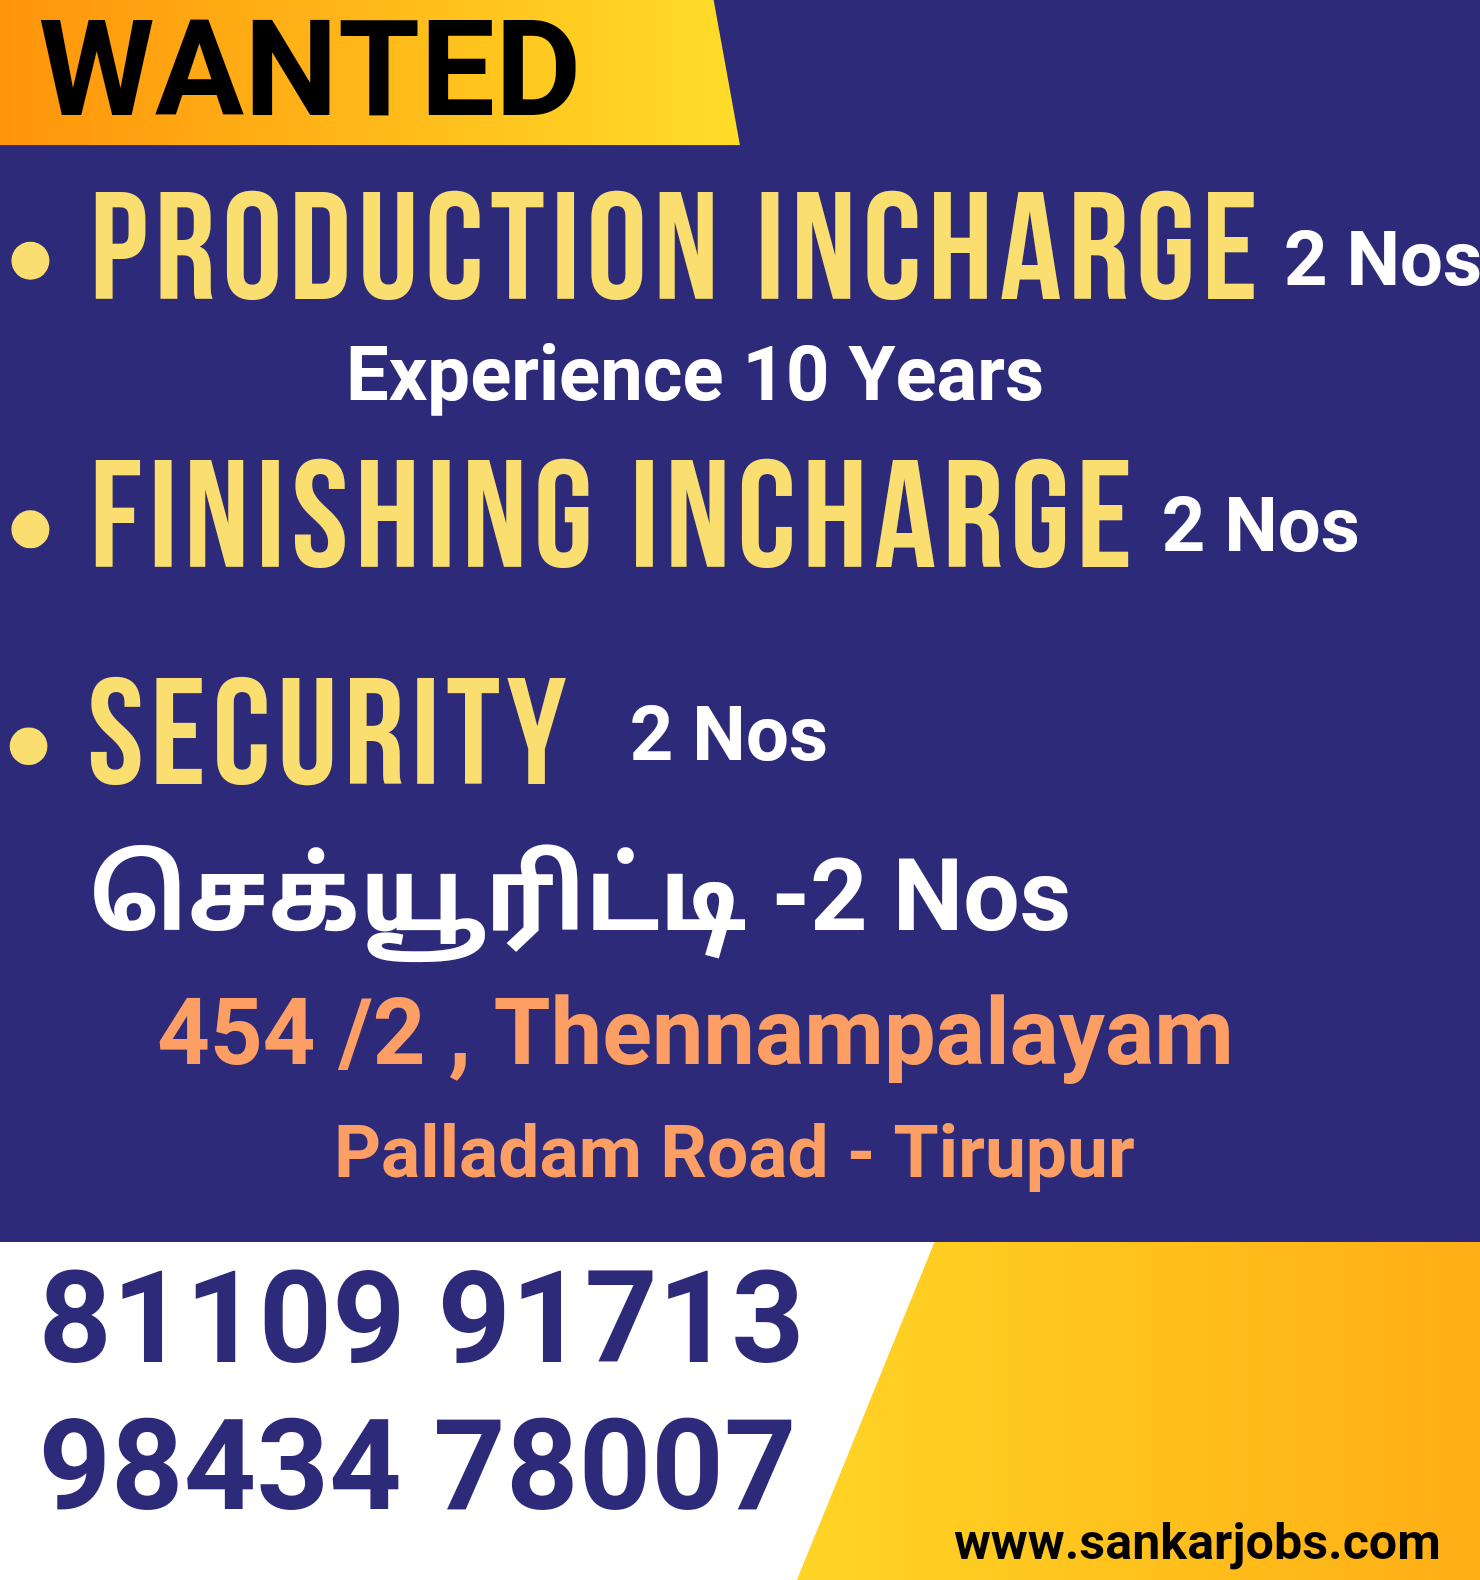 WANTED
• PRODUCTION INCHARGE 2 Nos
Experience 10 Years
• FINISHING INCHARGE 2 Nos
• SECURITY 2 Nos
செக்யூரிட்டி -2 Nos
454 /2 , Thennampalayam
Palladam Road - Tirupur
81109 91713
98434 78007
www.sankarjobs.com